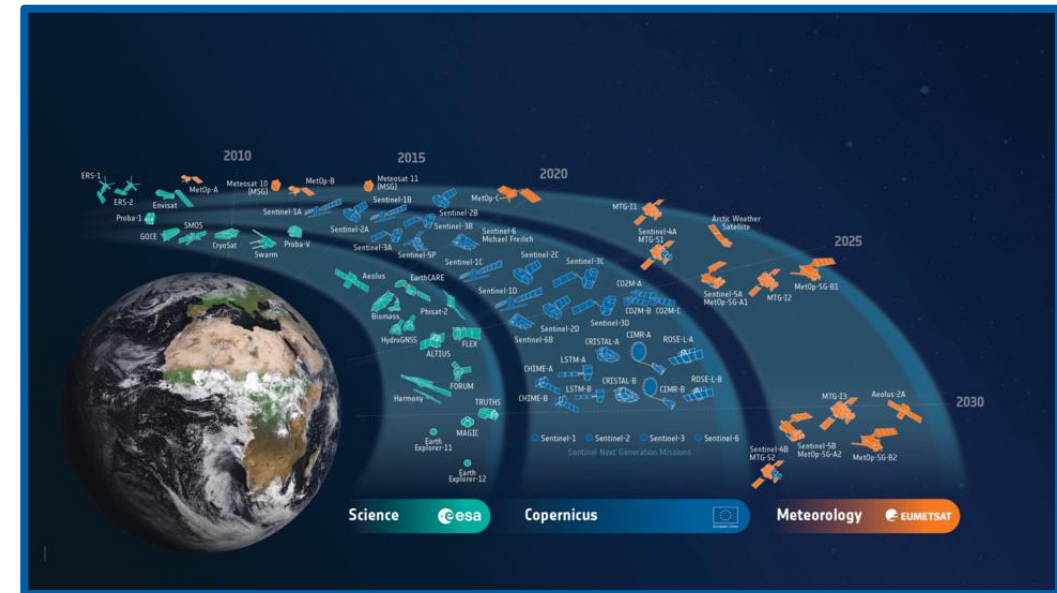 2010
2015
2020
2025
2030
ERS-1
ERS-2
Envisat
MetOp-A
Meteosat 10
(MSG)
MetOp-B
Meteosat 11
(MSG)
MetOp-C
MTG-I1
Arctic Weather
Satellite
Proba-1
GOCE
SMOS
CryoSat
Swarm
Proba-V
Sentinel-1A
Sentinel-2A
Sentinel-1B
Sentinel-2B
Sentinel-3A
Sentinel-3B
Sentinel-5P
Sentinel-6
Michael Freilich
Sentinel-4A
MTG-S1
Sentinel-5A
MetOp-SG-A1
MTG-I2
MetOp-SG-B1
Aeolus
EarthCARE
Biomass
Phisat-2
HydroGNSS
ALTIUS
FLEX
FORUM
Harmony
TRUTHS
MAGIC
Earth
Explorer-11
Earth
Explorer-12
Sentinel-1C
Sentinel-2C
Sentinel-3C
Sentinel-1D
Sentinel-2D
Sentinel-3D
Sentinel-6B
CO2M-A
CO2M-B
CO2M-C
CRISTAL-A
CIMR-A
ROSE-L-A
LSTM-A
CHIME-A
LSTM-B
CHIME-B
CRISTAL-B
CIMR-B
ROSE-L-B
Sentinel-1
Sentinel-2
Sentinel-3
Sentinel-6
Sentinel Next Generation Missions
MTG-I3
Aeolus-2A
Sentinel-4B
MTG-S2
Sentinel-5B
MetOp-SG-A2
MetOp-SG-B2
Science
esa
Copernicus
Meteorology
EUMETSAT